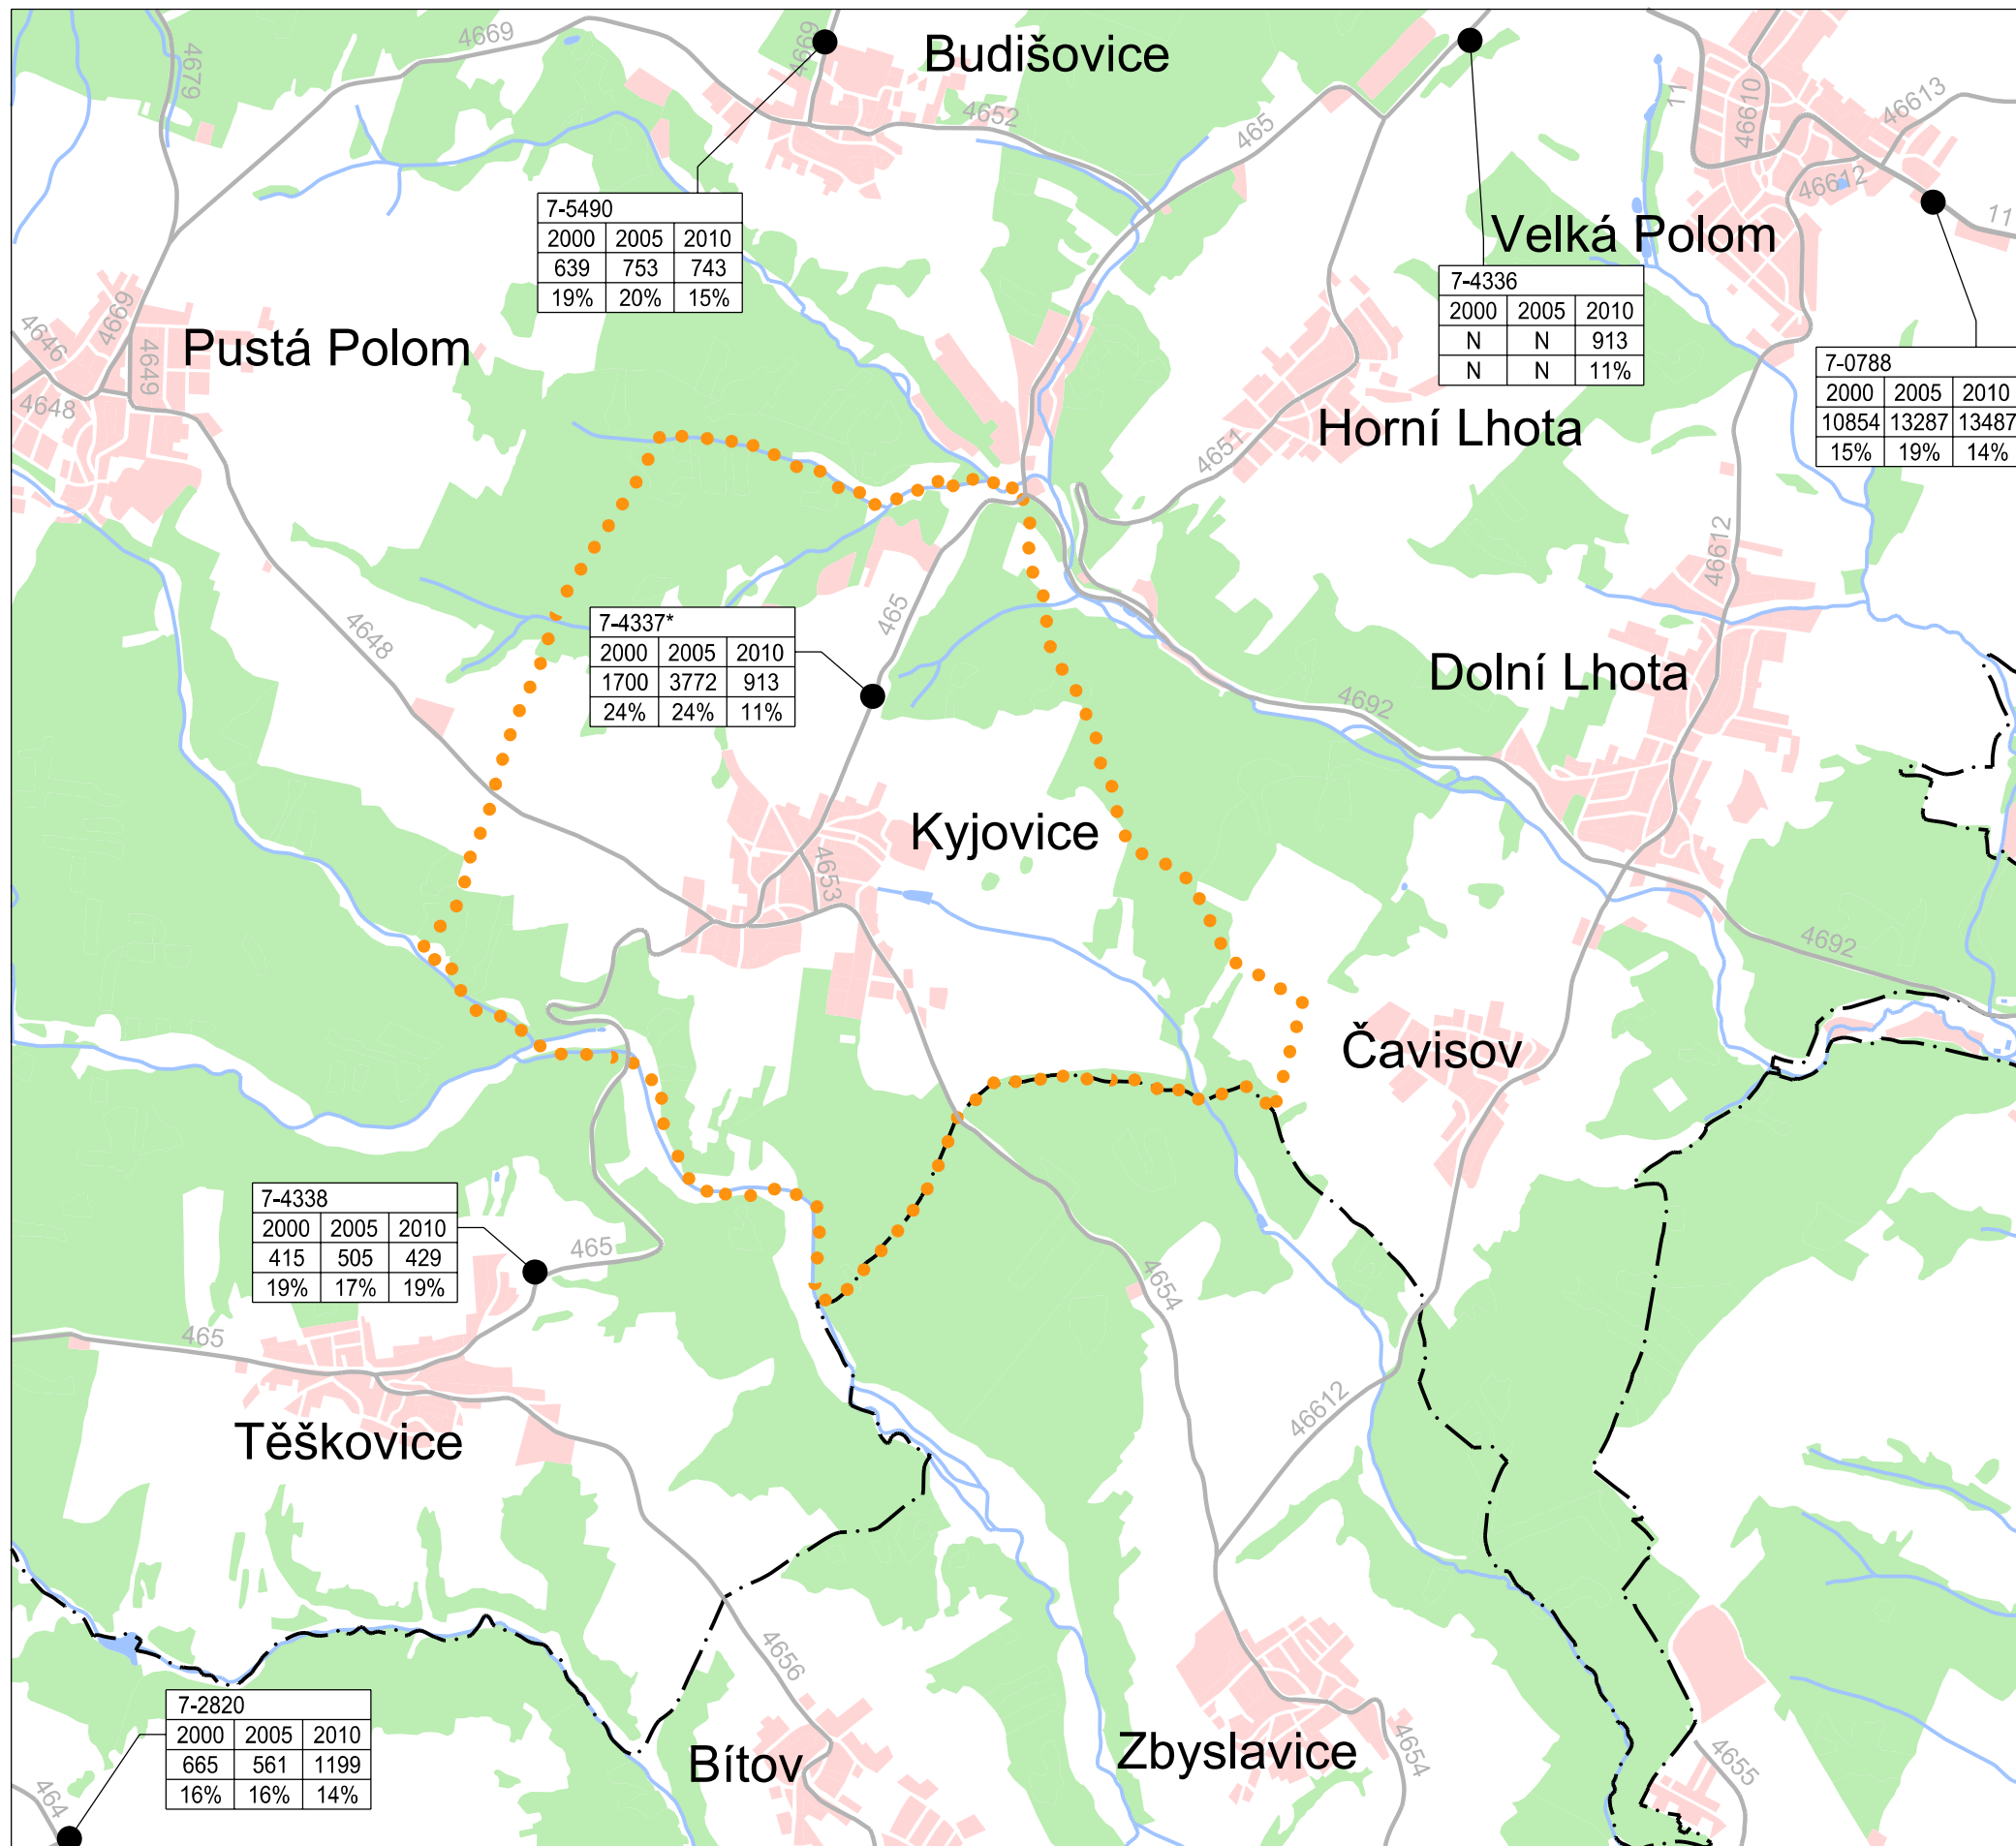 4669
4679
4669
Budišovice
4652
465
11
46610
46613
46612
11
Velká Polom
7-5490
2000 2005 2010
639 753 743
19% 20% 15%
7-4336
2000 2005 2010
N N 913
N N 11%
7-0788
2000 2005 2010
10854 13287 13487
15% 19% 14%
4646
4669
4649
4648
Pustá Polom
Horní Lhota
4651
46612
4648
465
7-4337*
2000 2005 2010
1700 3772 913
24% 24% 11%
Dolní Lhota
4692
Kyjovice
4653
4692
Čavisov
7-4338
2000 2005 2010
415 505 429
19% 17% 19%
465
4654
465
46612
Těškovice
4656
7-2820
2000 2005 2010
665 561 1199
16% 16% 14%
464
Bítov
Zbyslavice
4654
4655